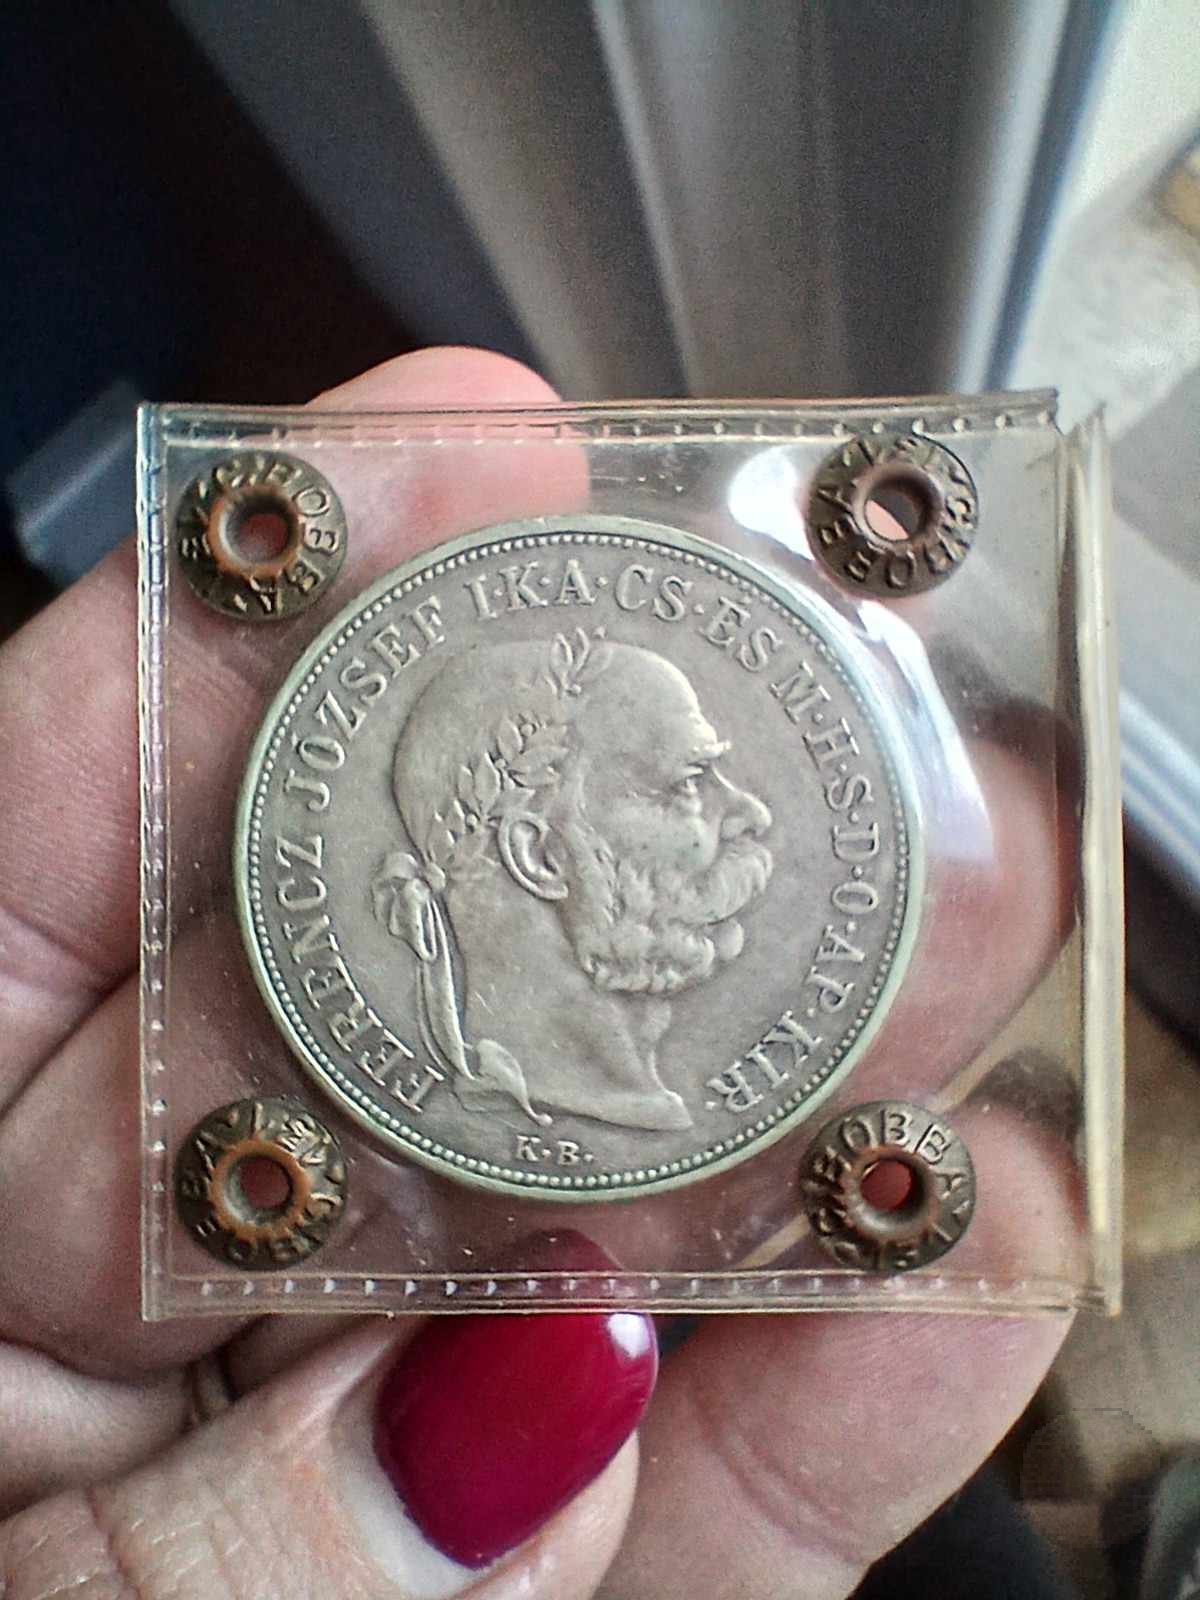 FERENCZ JÓZSEF I·K·A·CS·ÉS M·H·S·D·O·AP·KIR·
K·B·